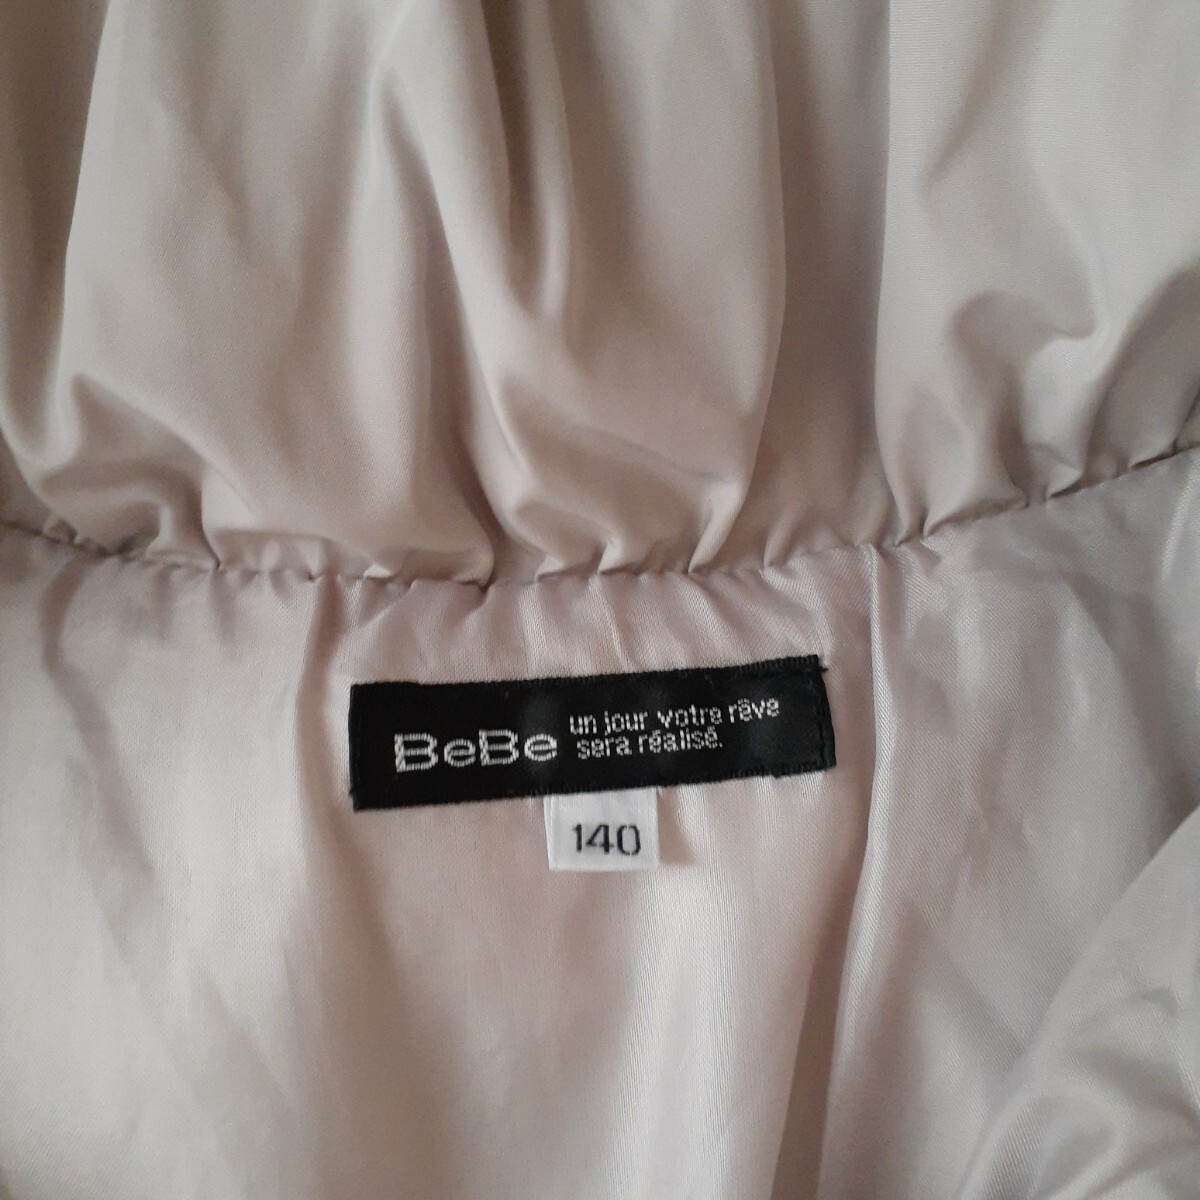 BeBe
un jour votre rêve
sera réalisé.
140